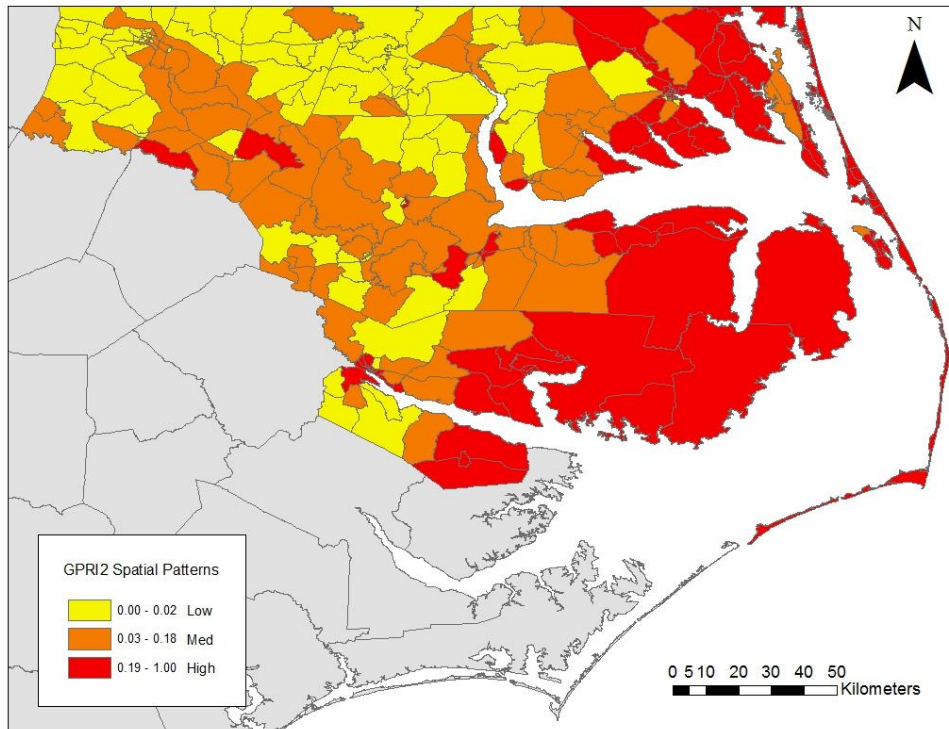 N
GPRI2 Spatial Patterns
0.00 - 0.02 Low
0.03 - 0.18 Med
0.19 - 1.00 High
0 5 10 20 30 40 50
Kilometers